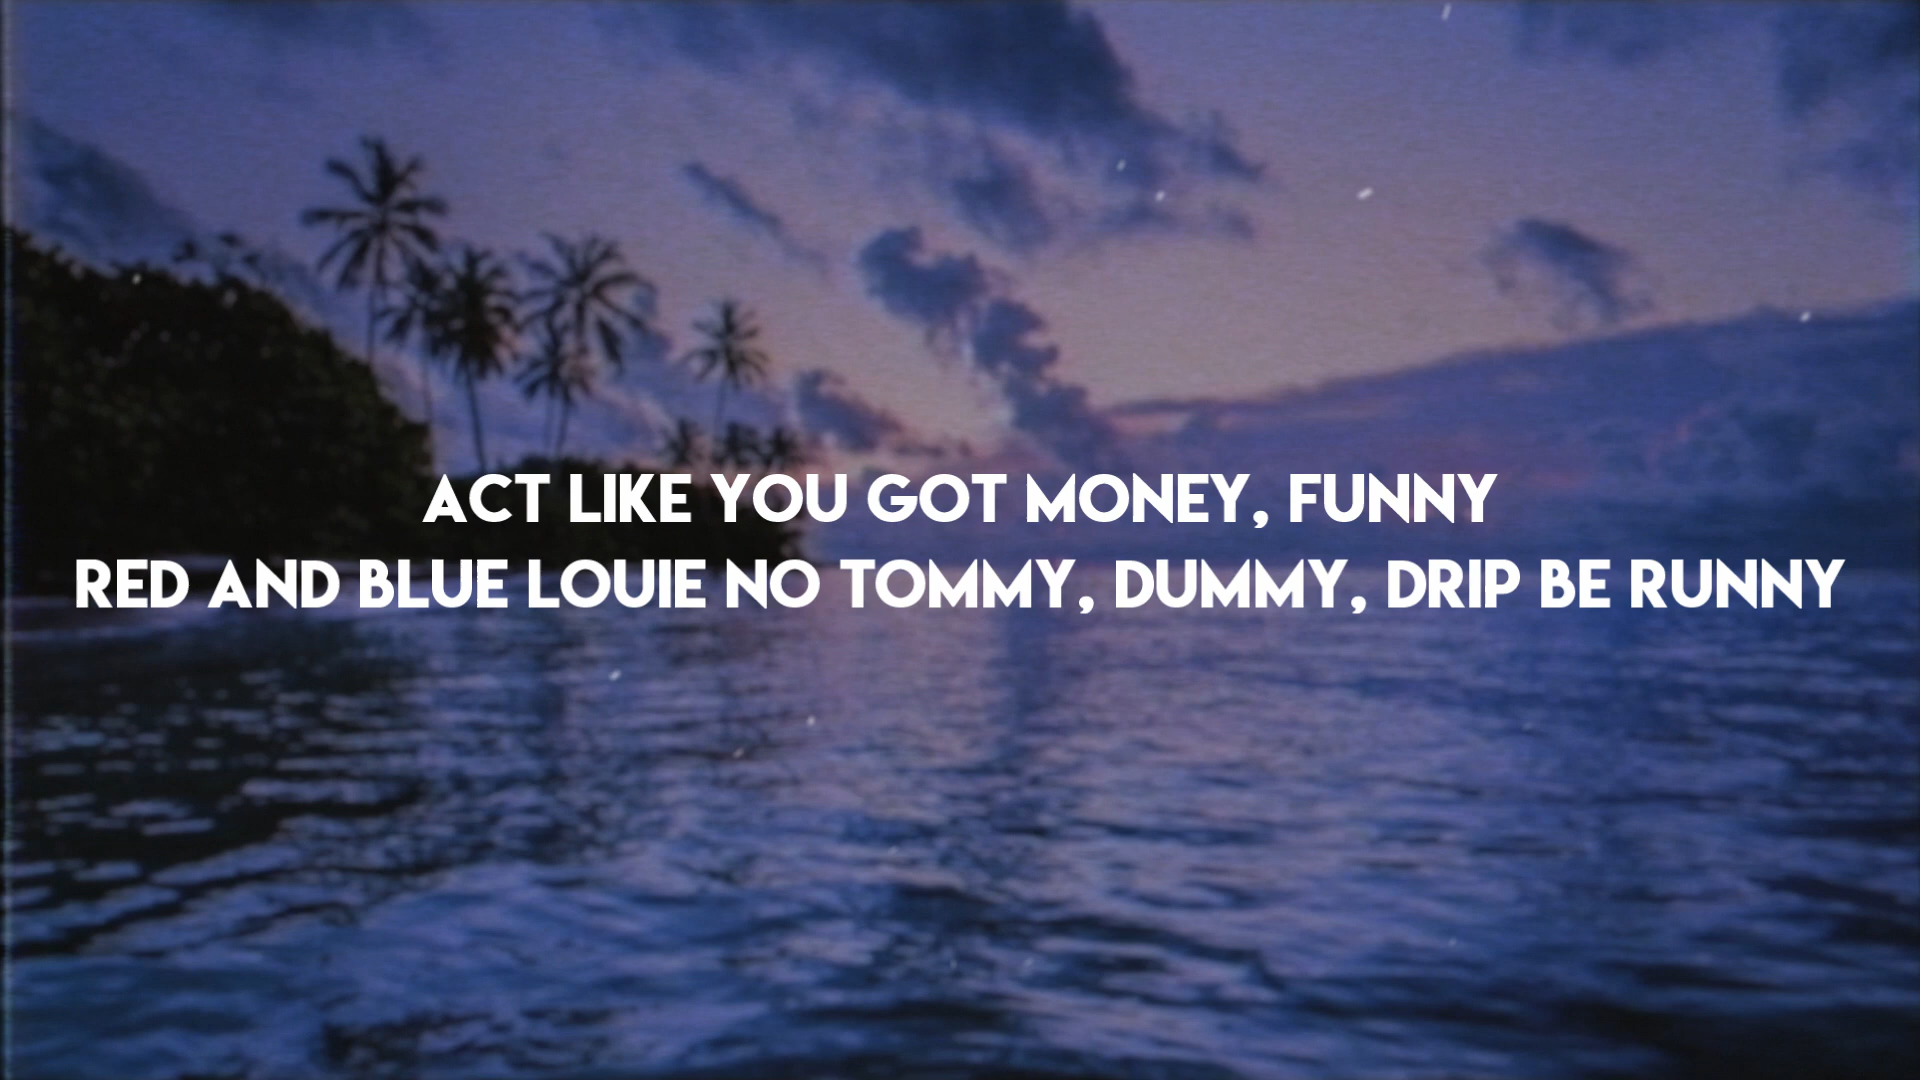 ACT LIKE YOU GOT MONEY, FUNNY
RED AND BLUE LOUIE NO TOMMY, DUMMY, DRIP BE RUNNY